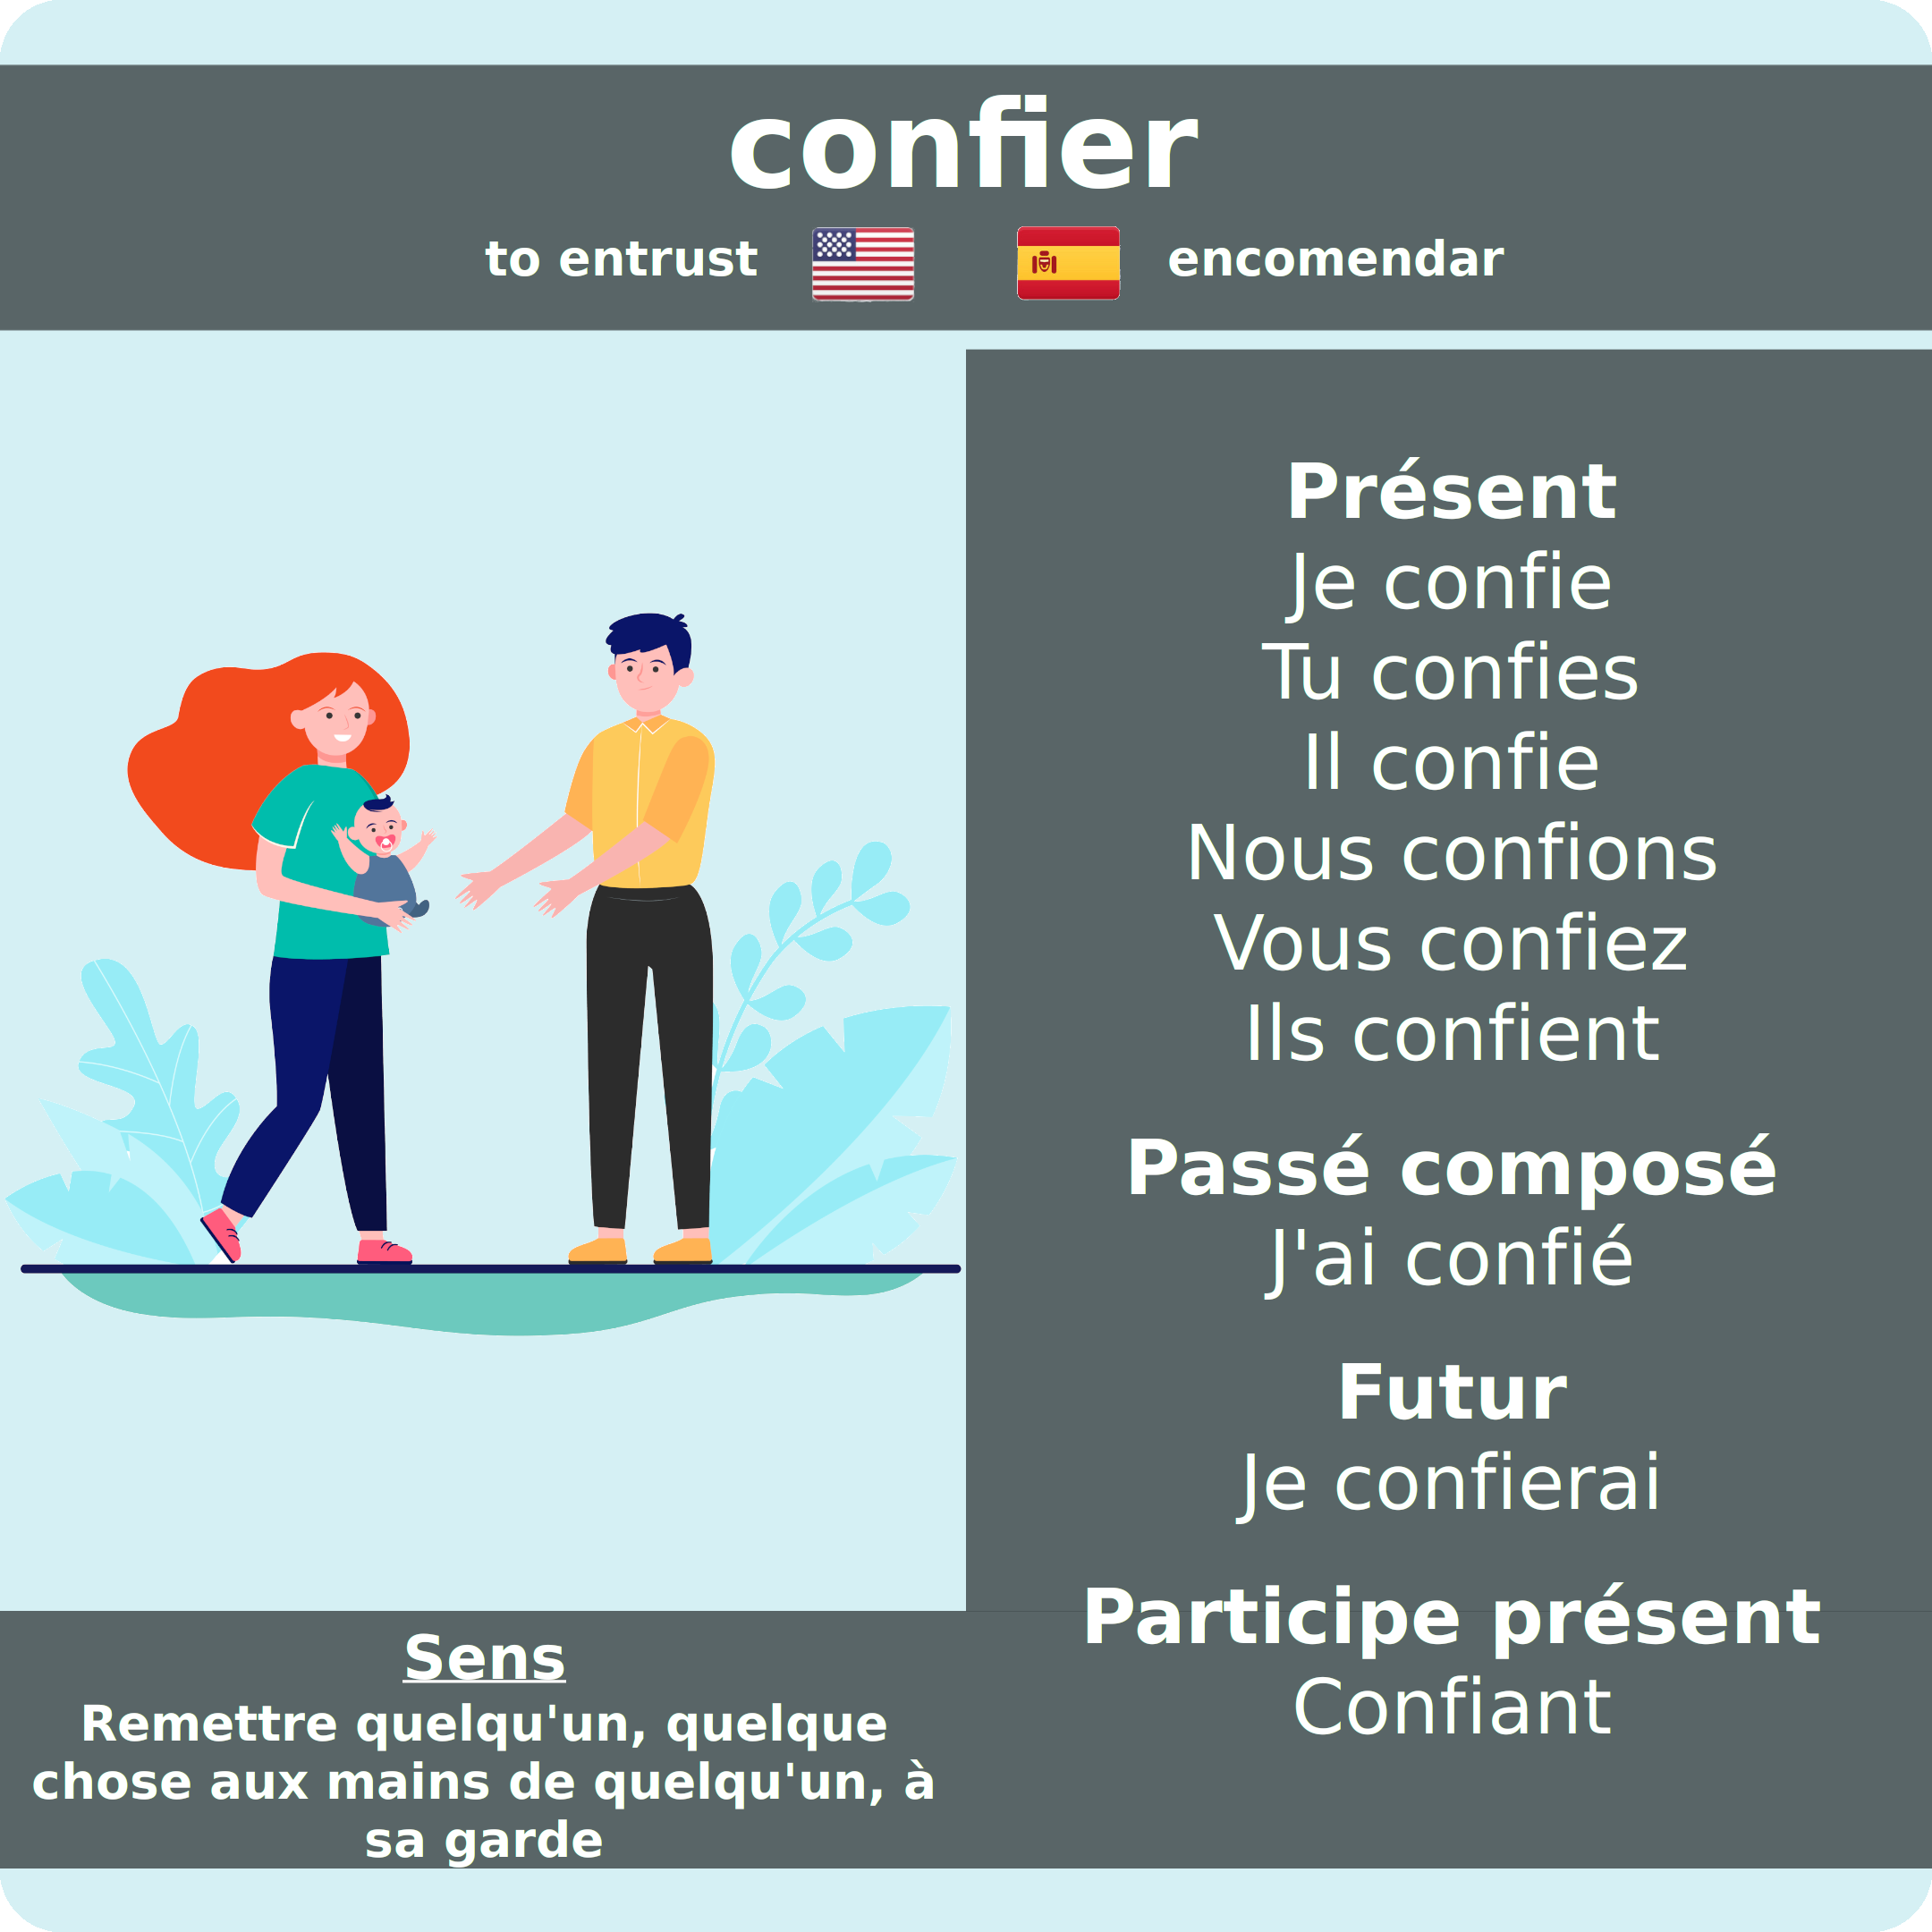 confier
to entrust encomendar
Présent
Je confie
Tu confies
Il confie
Nous confions
Vous confiez
Ils confient
Passé composé
J'ai confié
Futur
Je confierai
Participe présent
Confiant
Sens
Remettre quelqu'un, quelque
chose aux mains de quelqu'un, à
sa garde